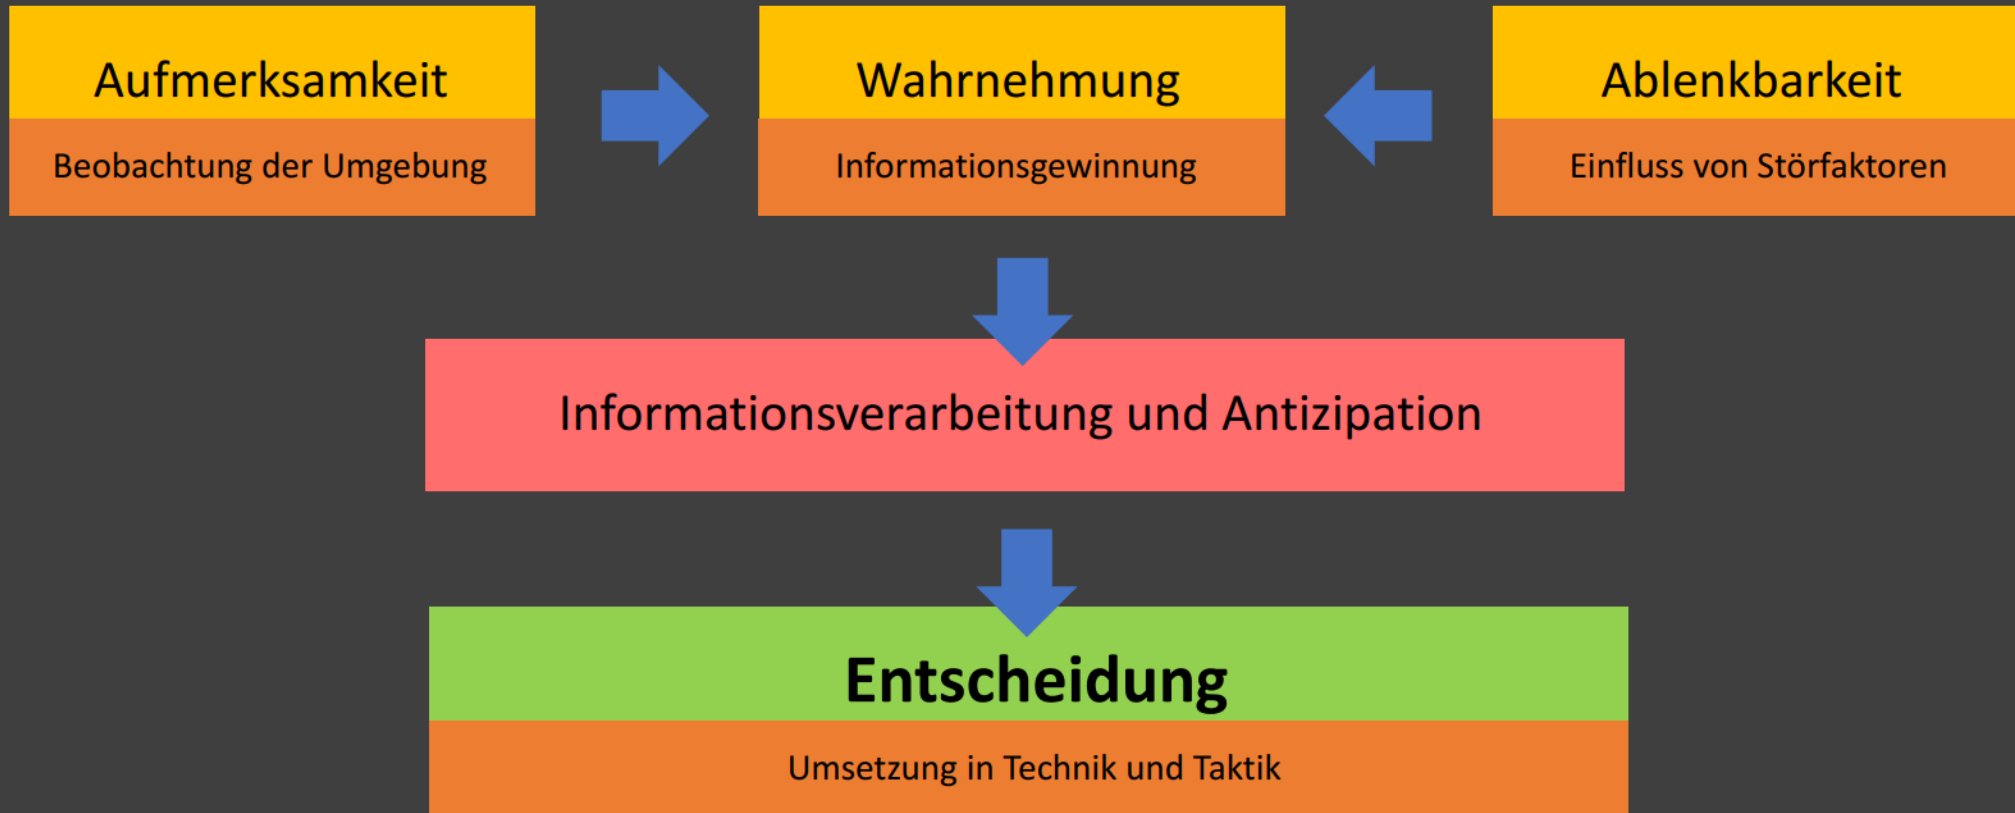 Aufmerksamkeit
Beobachtung der Umgebung
Wahrnehmung
Informationsgewinnung
Ablenkbarkeit
Einfluss von Störfaktoren
Informationsverarbeitung und Antizipation
Entscheidung
Umsetzung in Technik und Taktik